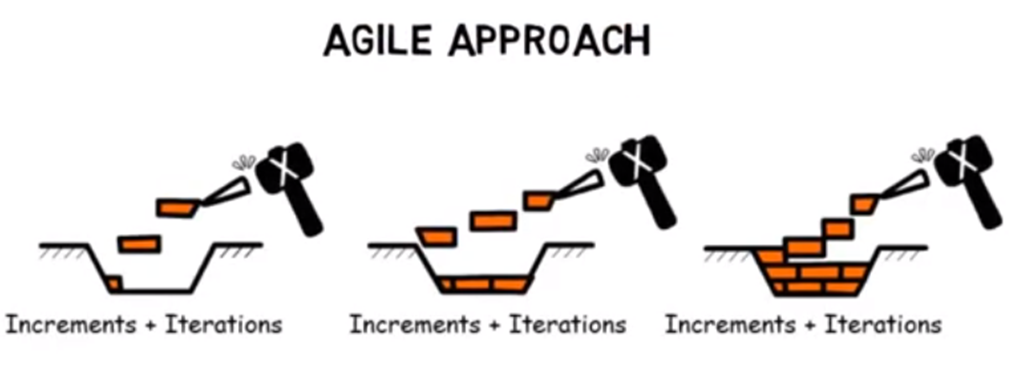 AGILE APPROACH
Increments + Iterations
Increments + Iterations
Increments + Iterations